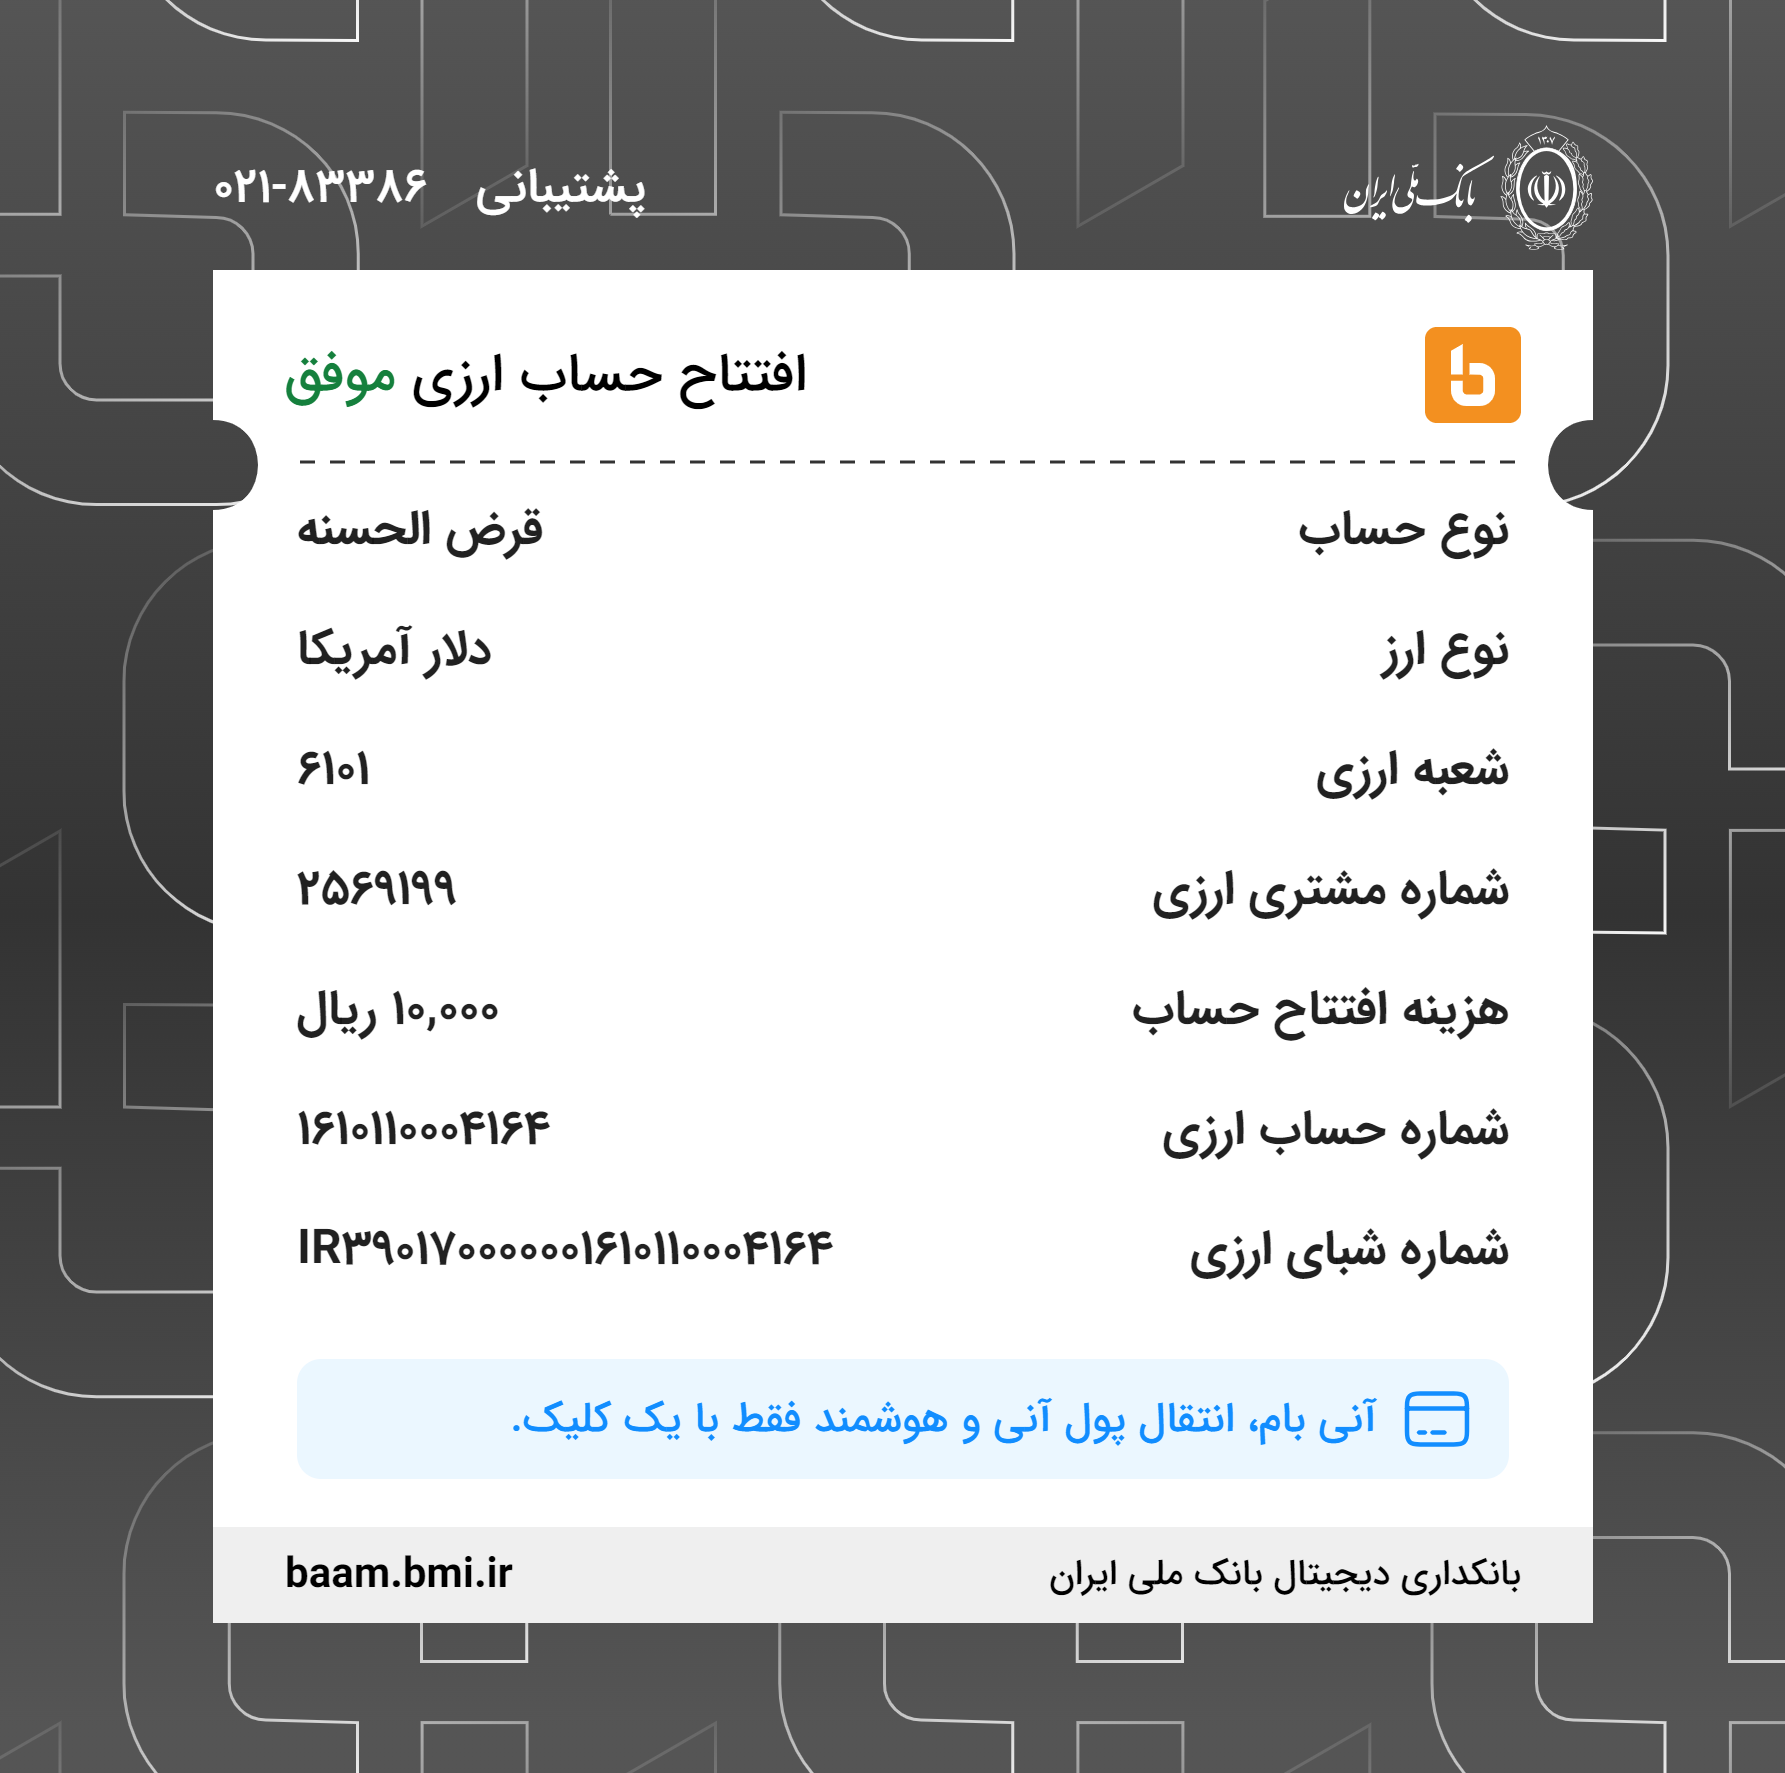 ۱۳۰۷
بانک ملی ایران
پشتیبانی ۰۲۱-۸۳۳۸۶
افتتاح حساب ارزی موفق
نوع حساب قرض الحسنه
نوع ارز دلار آمریکا
شعبه ارزی ۶۱۰۱
شماره مشتری ارزی ۲۵۶۹۱۹۹
هزینه افتتاح حساب ۱۰,۰۰۰ ریال
شماره حساب ارزی ۱۶۱۰۱۱۰۰۰۴۱۶۴
شماره شبای ارزی IR۳۹۰۱۷۰۰۰۰۰۰۱۶۱۰۱۱۰۰۰۴۱۶۴
آنی بام، انتقال پول آنی و هوشمند فقط با یک کلیک.
بانکداری دیجیتال بانک ملی ایران baam.bmi.ir